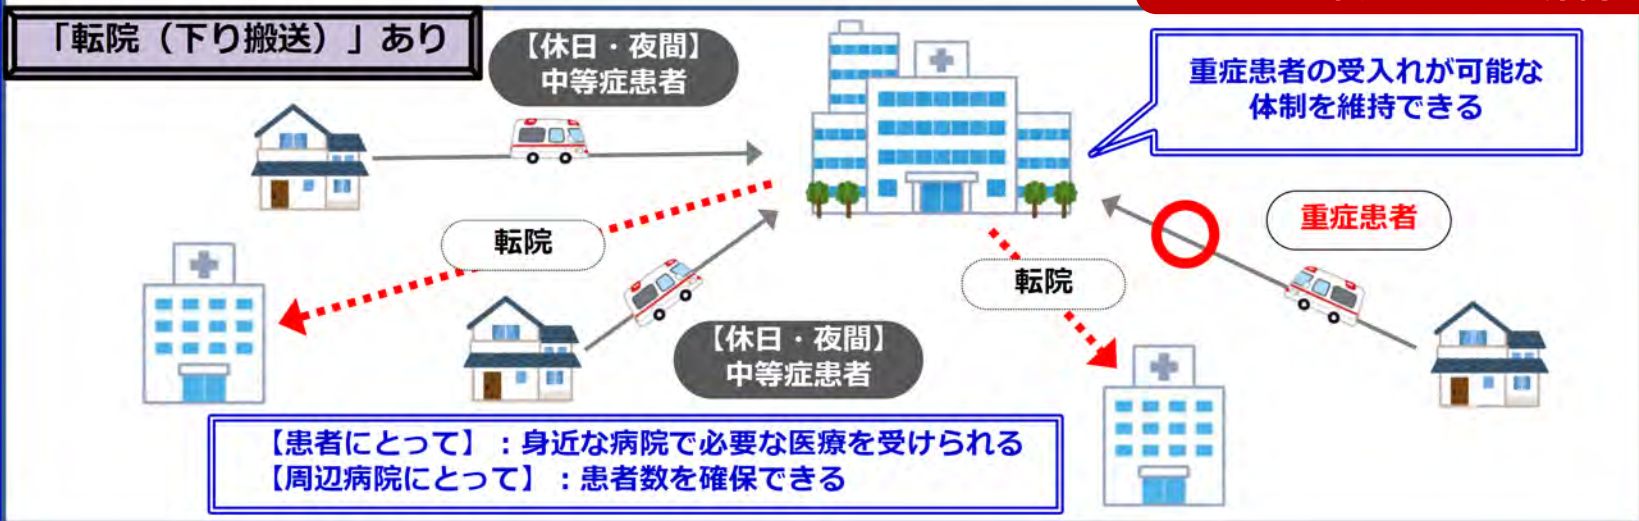 「転院（下り搬送）」あり
【休日・夜間】
中等症患者
重症患者の受入れが可能な
体制を維持できる
重症患者
転院
転院
【休日・夜間】
中等症患者
【患者にとって】：身近な病院で必要な医療を受けられる
【周辺病院にとって】：患者数を確保できる